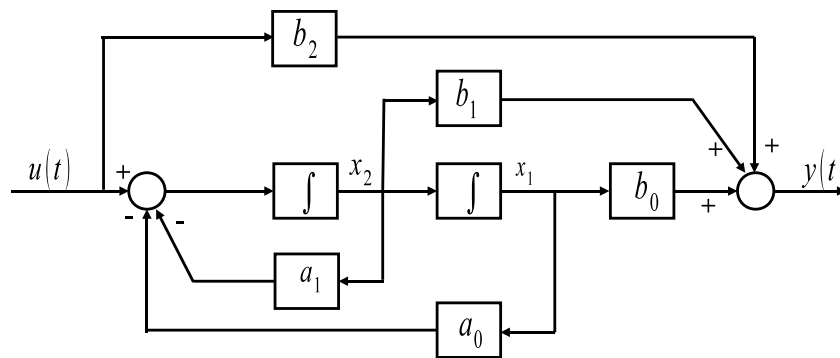 b₂
b₁
u(t) + ∫ x₂ ∫ x₁ b₀ + + + y(t
- -
a₁
a₀